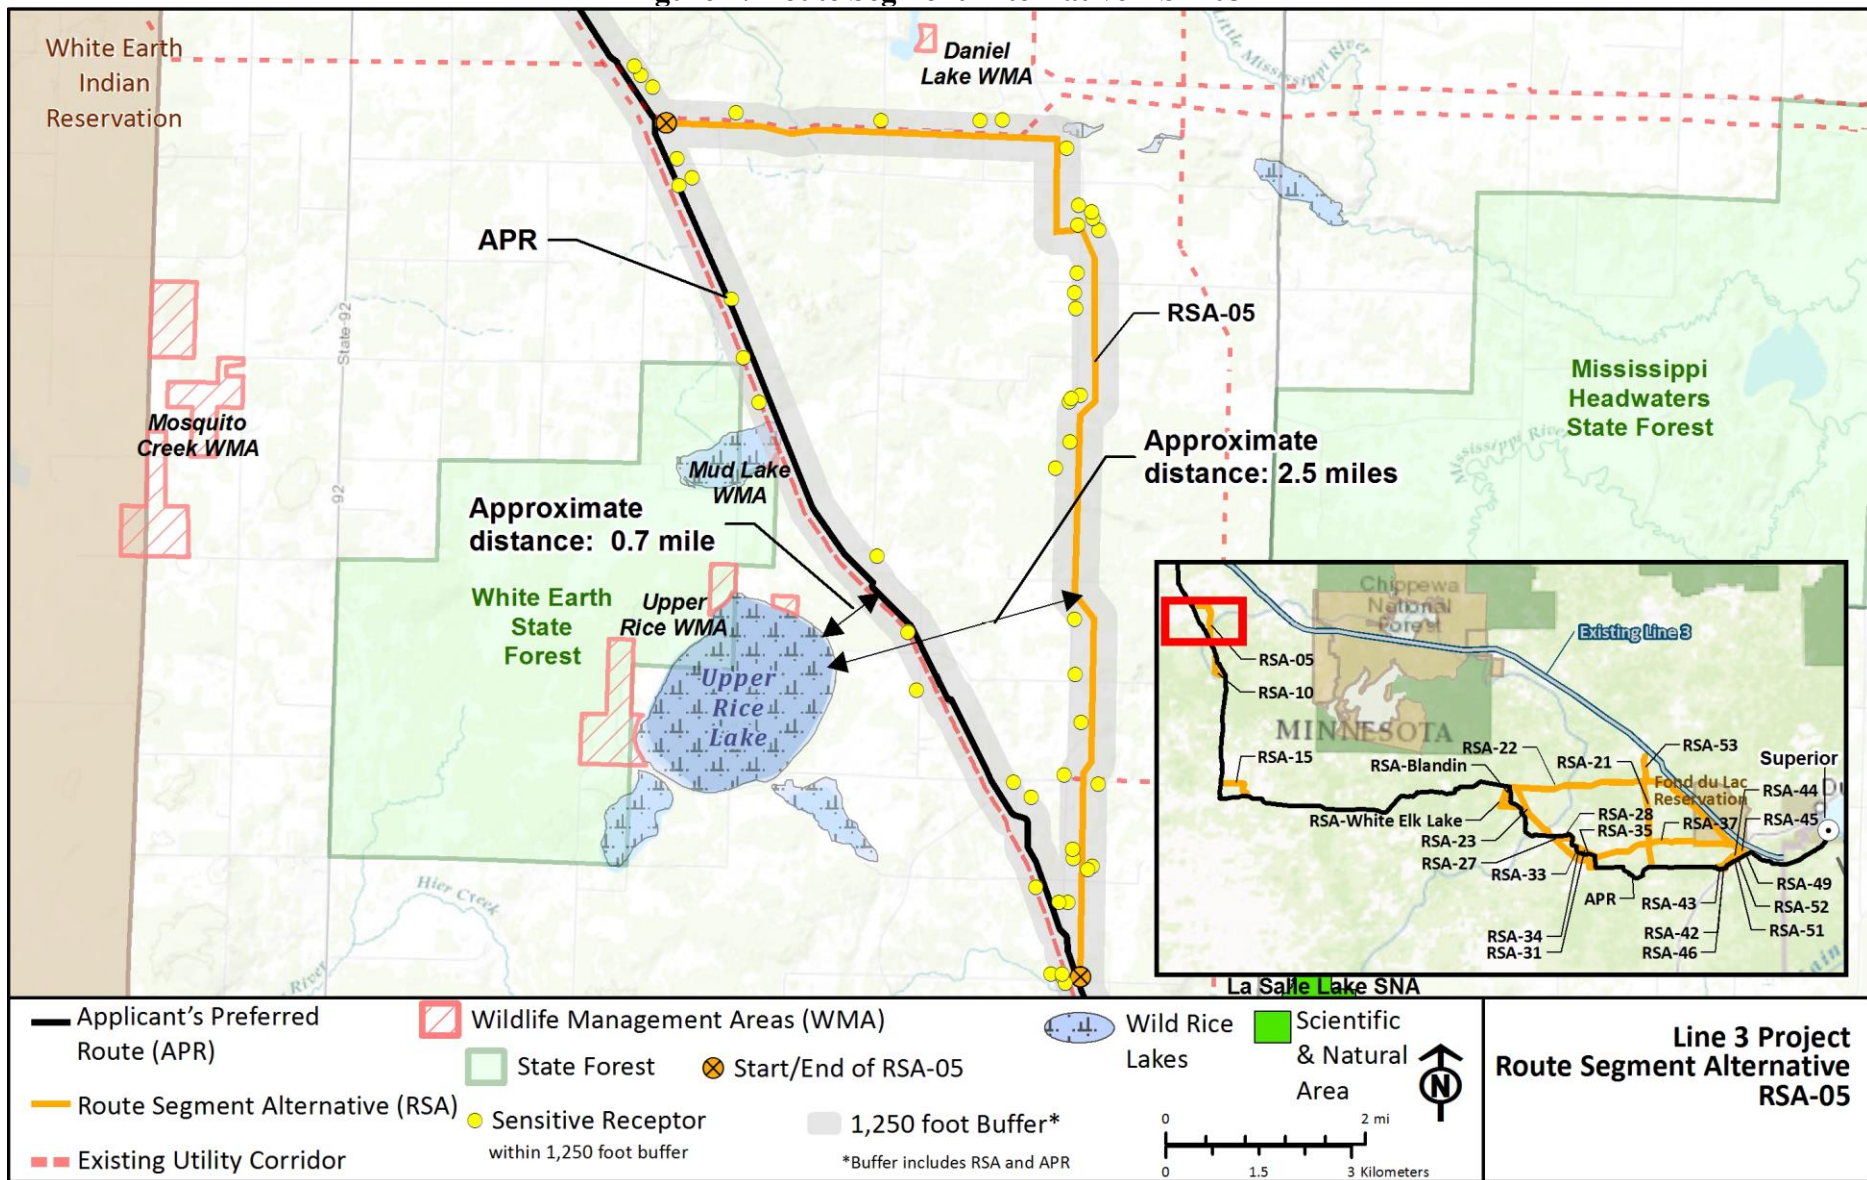 White Earth
Indian
Reservation
Daniel
Lake WMA
Little Mississippi River
APR
RSA-05
State 92
92
Mosquito
Creek WMA
Mississippi
Headwaters
State Forest
Mississippi River
Approximate
distance: 2.5 miles
Mud Lake
WMA
Approximate
distance: 0.7 mile
White Earth
State
Forest
Upper
Rice WMA
Upper
Rice
Lake
Hier Creek
River
La Salle Lake SNA
Chippewa
National
Forest
Existing Line 3
RSA-05
RSA-10
MINNESOTA
RSA-15
RSA-22
RSA-53
RSA-Blandin
RSA-21
Superior
Fond du Lac
Reservation
RSA-44
RSA-White Elk Lake
RSA-28
RSA-37
RSA-45
RSA-23
RSA-35
RSA-27
RSA-33
RSA-49
APR
RSA-43
RSA-52
RSA-34
RSA-42
RSA-51
RSA-31
RSA-46
Applicant's Preferred
Route (APR)
Route Segment Alternative (RSA)
Existing Utility Corridor
Wildlife Management Areas (WMA)
State Forest
Start/End of RSA-05
Sensitive Receptor
within 1,250 foot buffer
1,250 foot Buffer*
*Buffer includes RSA and APR
Wild Rice
Lakes
Scientific
& Natural
Area
N
0 2 mi
0 1.5 3 Kilometers
Line 3 Project
Route Segment Alternative
RSA-05